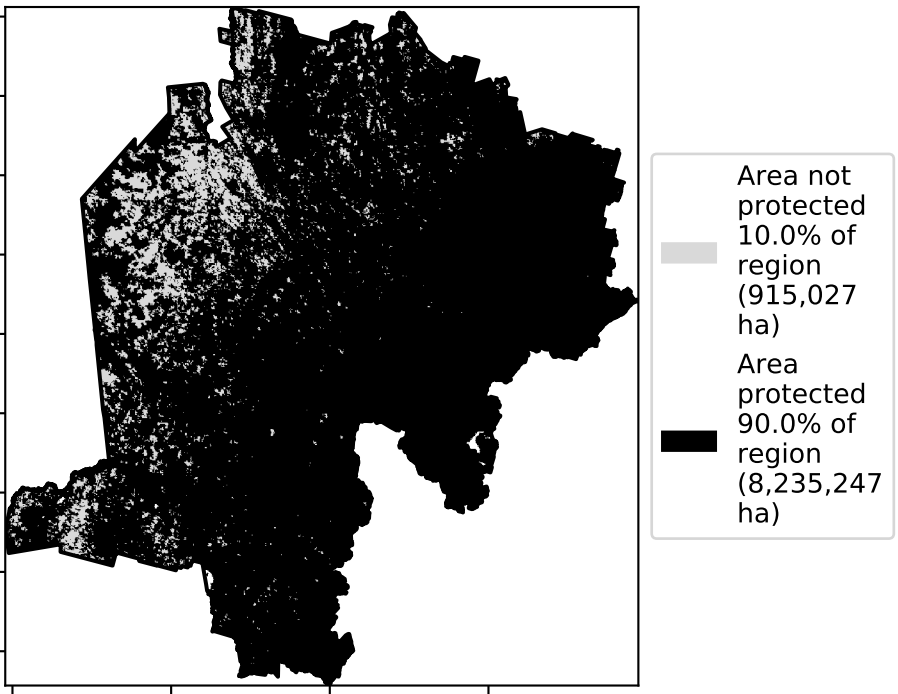 Area not
protected
10.0% of
region
(915,027
ha)
Area
protected
90.0% of
region
(8,235,247
ha)